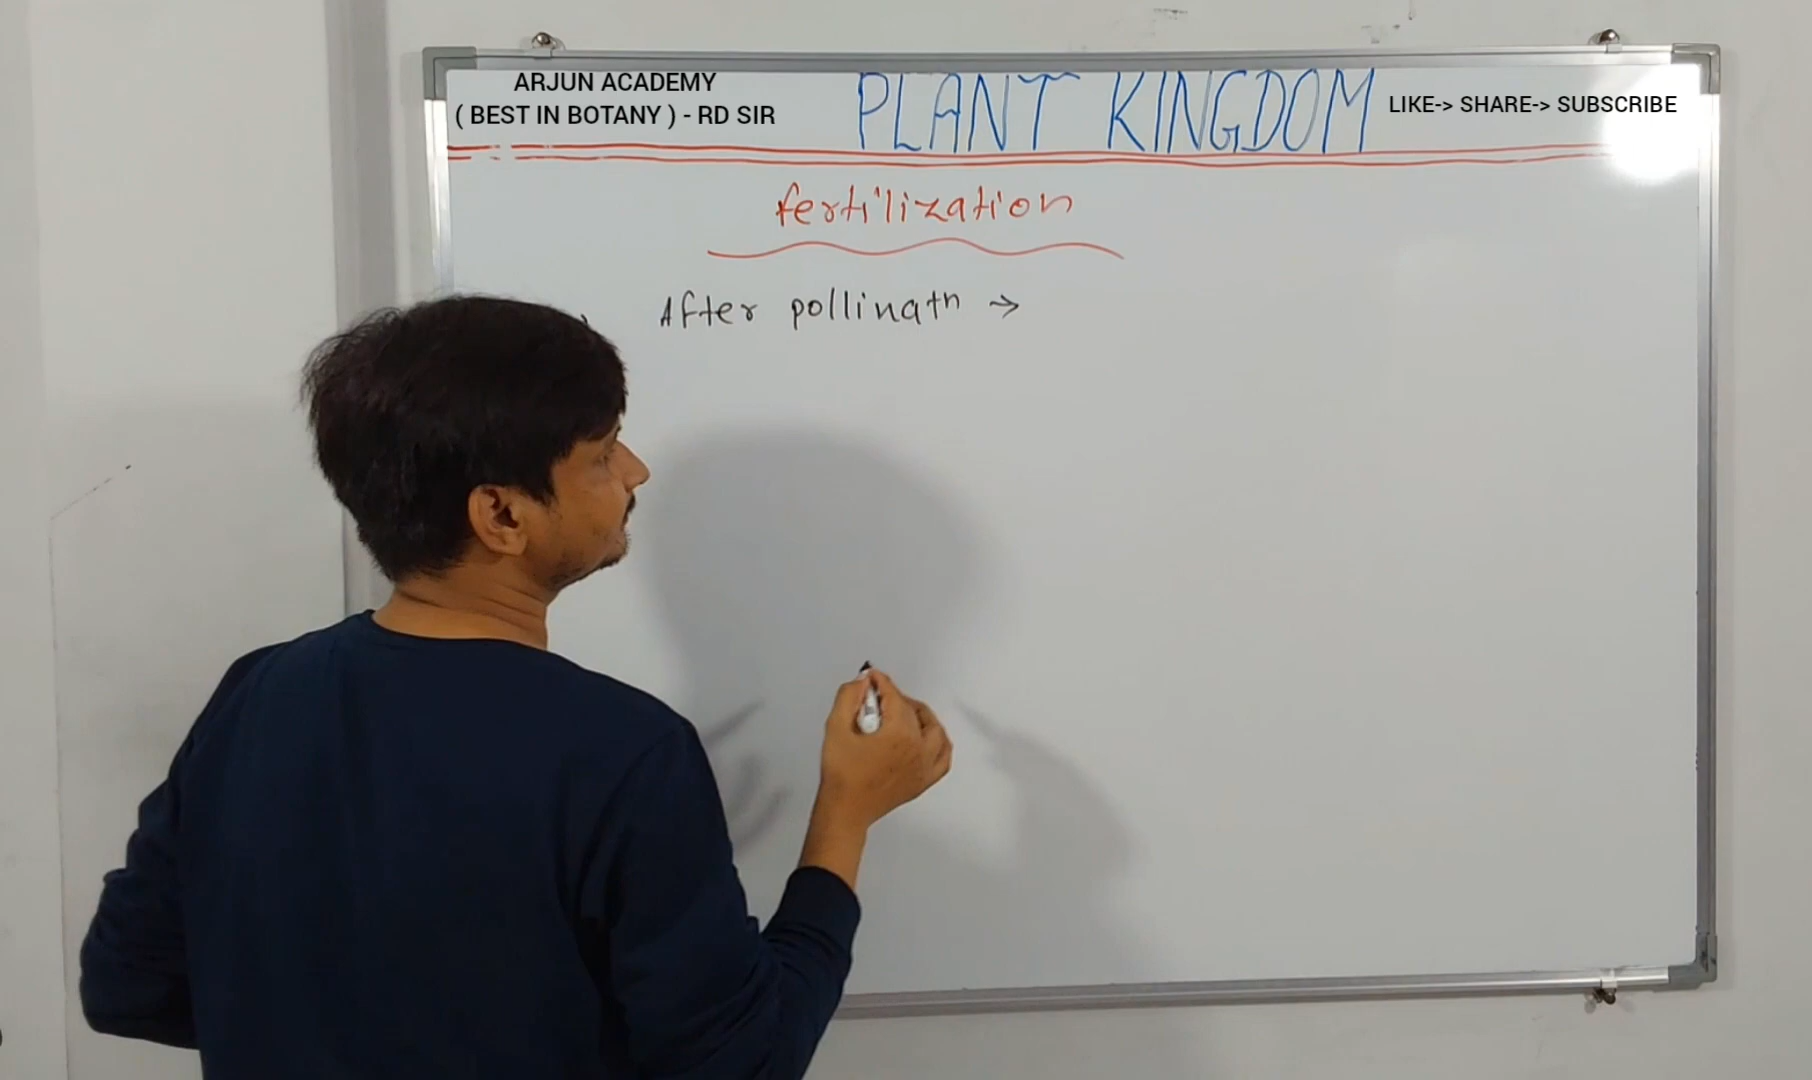 ARJUN ACADEMY
( BEST IN BOTANY ) - RD SIR
PLANT KINGDOM
LIKE-> SHARE-> SUBSCRIBE
fertilization
After pollinatn →